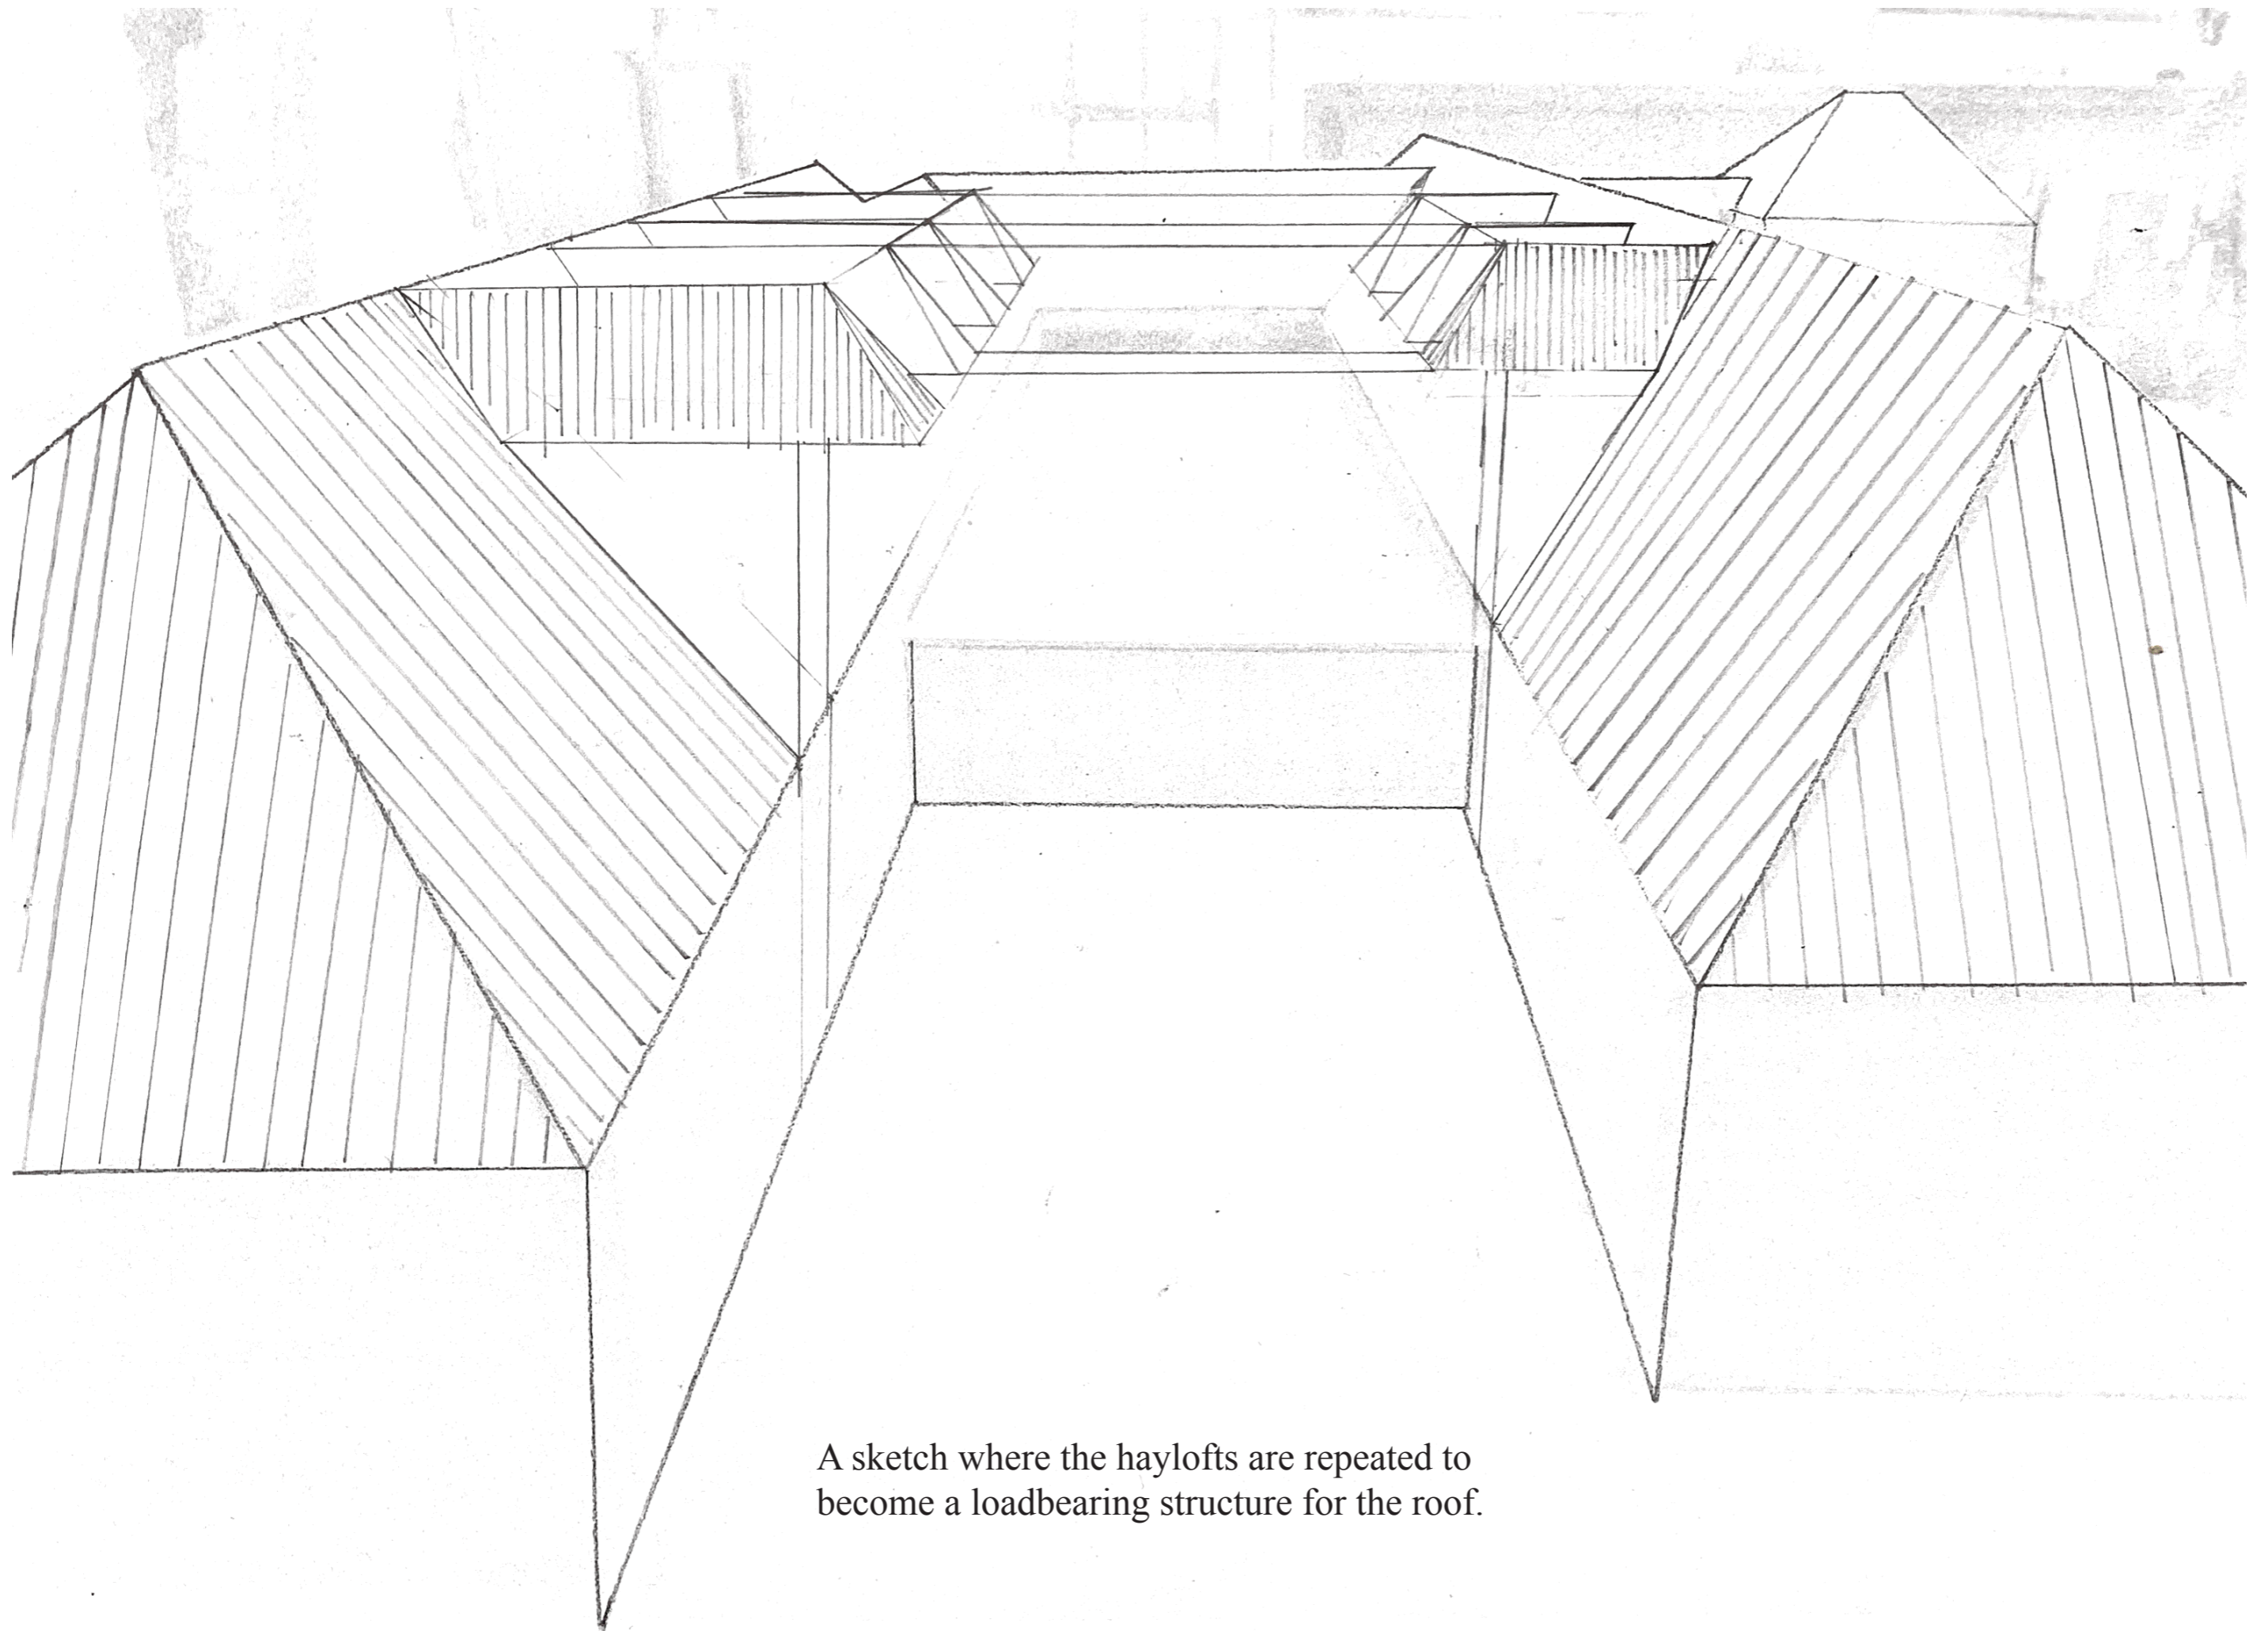 A sketch where the haylofts are repeated to
become a loadbearing structure for the roof.